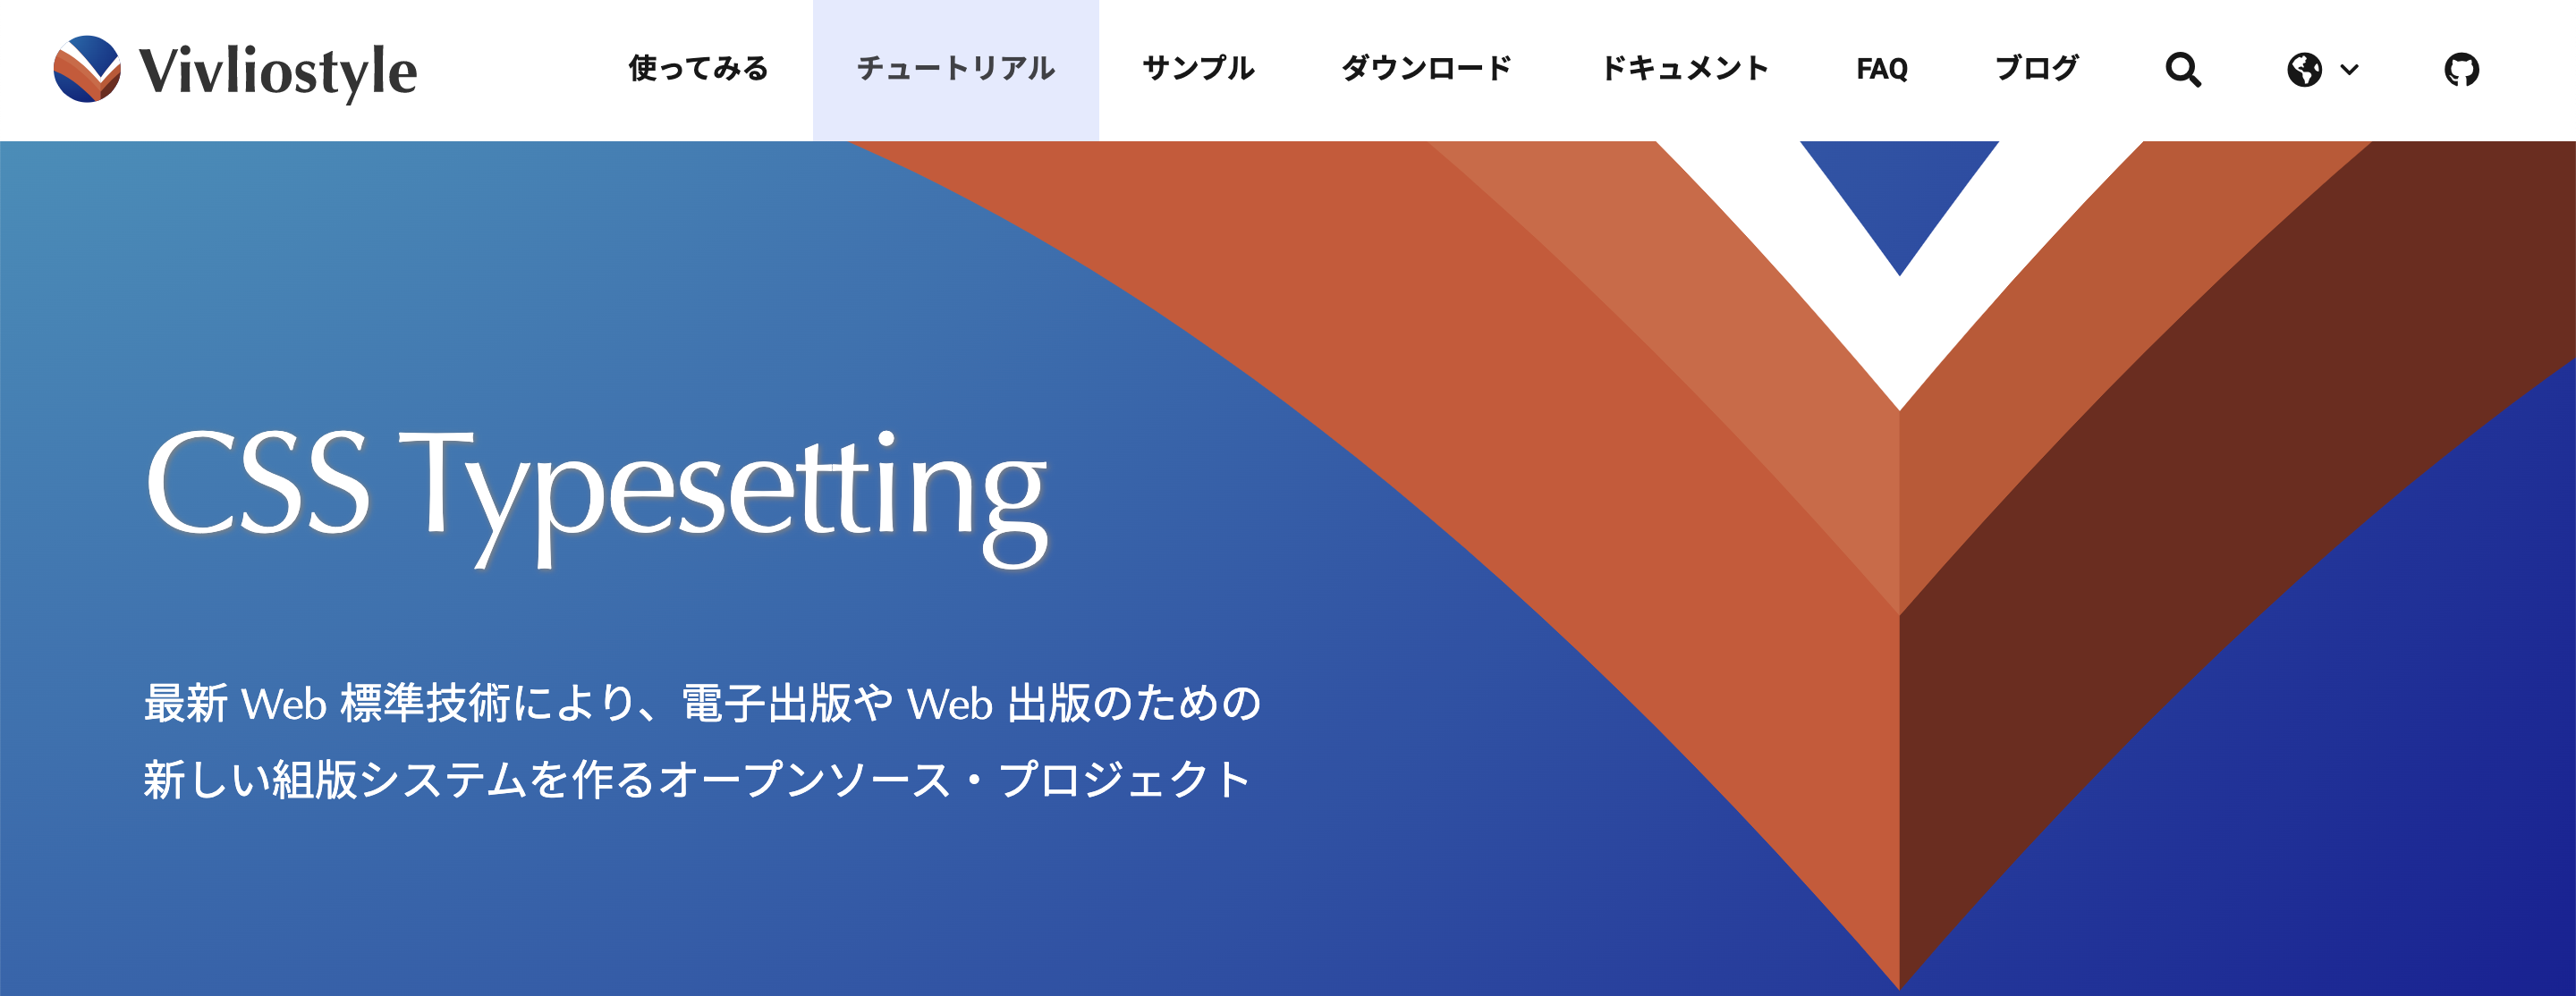 Vivliostyle
使ってみる チュートリアル サンプル ダウンロード ドキュメント FAQ ブログ
CSS Typesetting
最新 Web 標準技術により、電子出版や Web 出版のための
新しい組版システムを作るオープンソース・プロジェクト